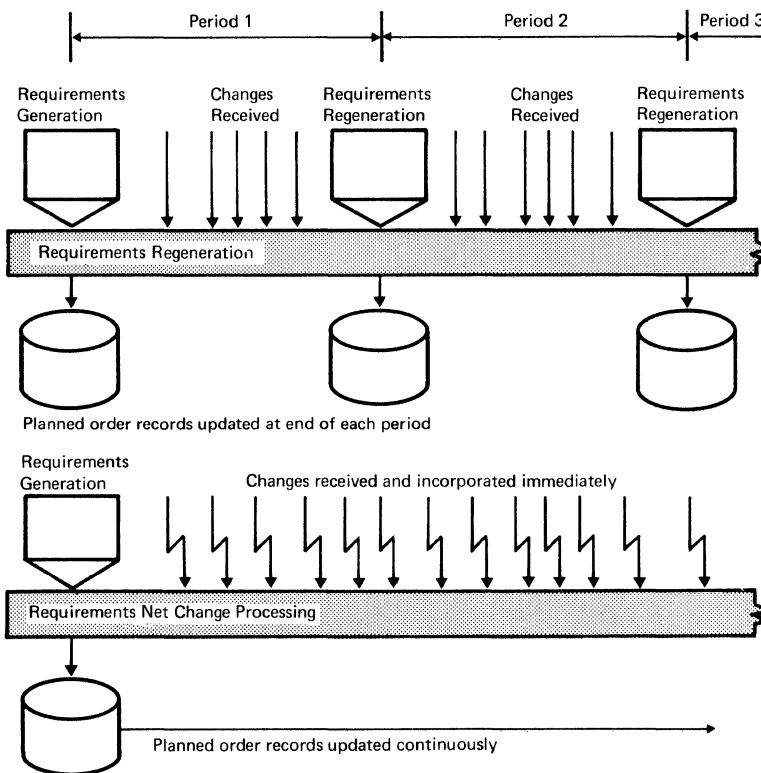 Period 1
Period 2
Period 3
Requirements
Generation
Changes
Received
Requirements
Regeneration
Changes
Received
Requirements
Regeneration
Requirements Regeneration
Planned order records updated at end of each period
Requirements
Generation
Changes received and incorporated immediately
Requirements Net Change Processing
Planned order records updated continuously